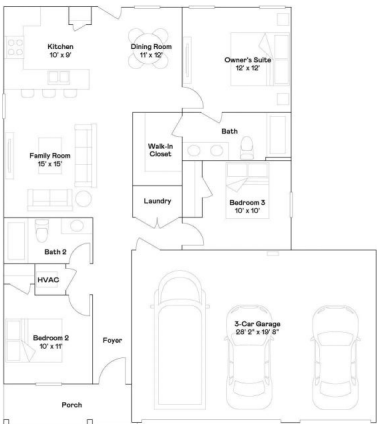 Kitchen
10' x 9'
Dining Room
11' x 12'
Owner's Suite
12' x 12'
Bath
Walk-In
Closet
Family Room
15' x 15'
Laundry
Bedroom 3
10' x 10'
Bath 2
HVAC
Bedroom 2
10' x 11'
Foyer
3-Car Garage
28' 2" x 19' 8"
Porch